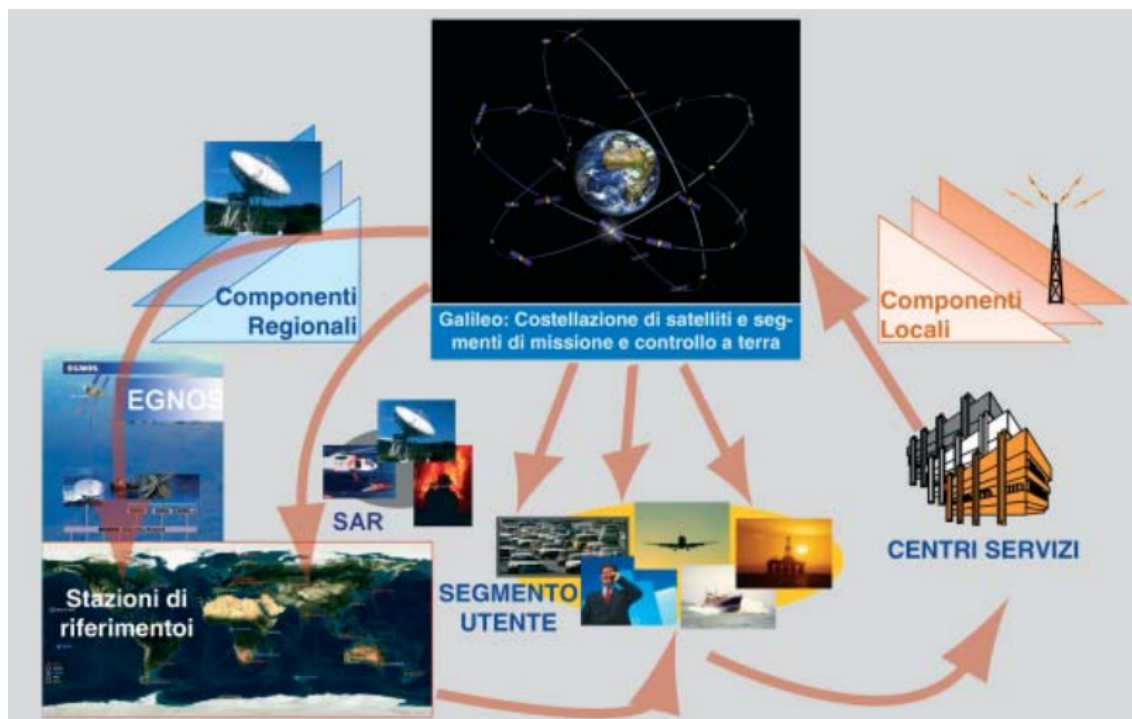 Componenti
Regionali
Galileo: Costellazione di satelliti e seg-
menti di missione e controllo a terra
Componenti
Locali
EGNOS
EGNOS
SAR
CENTRI SERVIZI
SEGMENTO
UTENTE
Stazioni di
riferimentoi